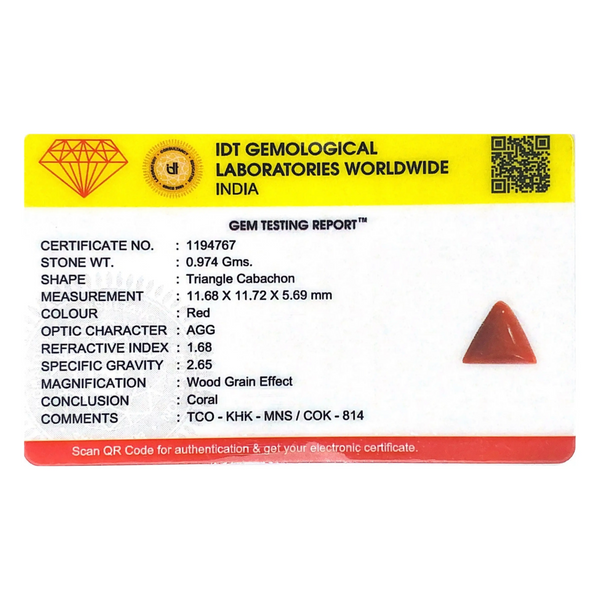 IDT GEMOLOGICAL
LABORATORIES WORLDWIDE
INDIA
idt
GEM TESTING REPORT™
CERTIFICATE NO. : 1194767
STONE WT. : 0.974 Gms.
SHAPE : Triangle Cabachon
MEASUREMENT : 11.68 X 11.72 X 5.69 mm
COLOUR : Red
OPTIC CHARACTER : AGG
REFRACTIVE INDEX : 1.68
SPECIFIC GRAVITY : 2.65
MAGNIFICATION : Wood Grain Effect
CONCLUSION : Coral
COMMENTS : TCO - KHK - MNS / COK - 814
Scan QR Code for authentication & get your electronic certificate.